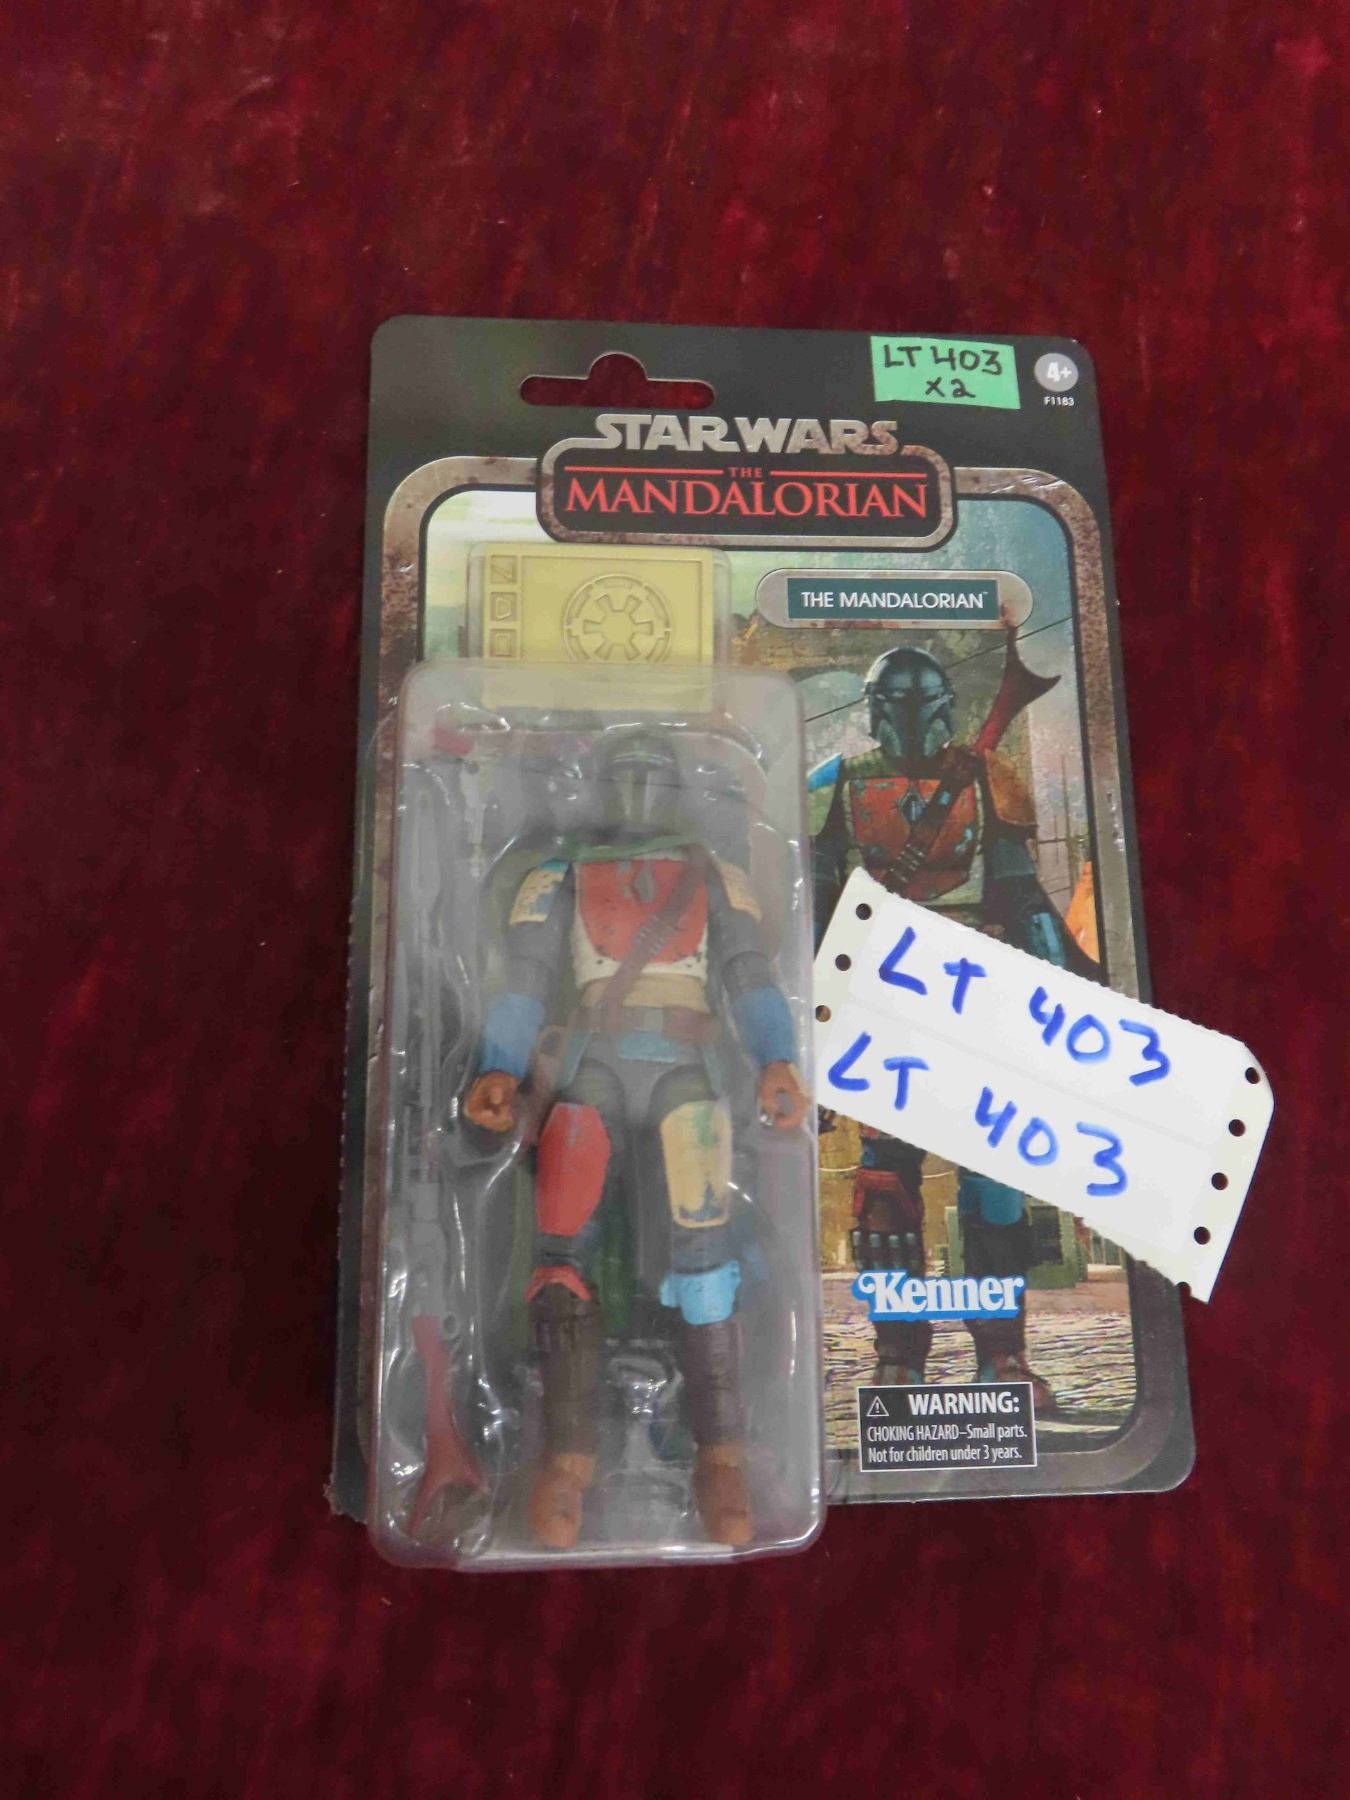 LT 403
x2
4+
F1183
STAR WARS
THE
MANDALORIAN
THE MANDALORIAN™
LT 403
LT 403
Kenner
WARNING:
CHOKING HAZARD–Small parts.
Not for children under 3 years.